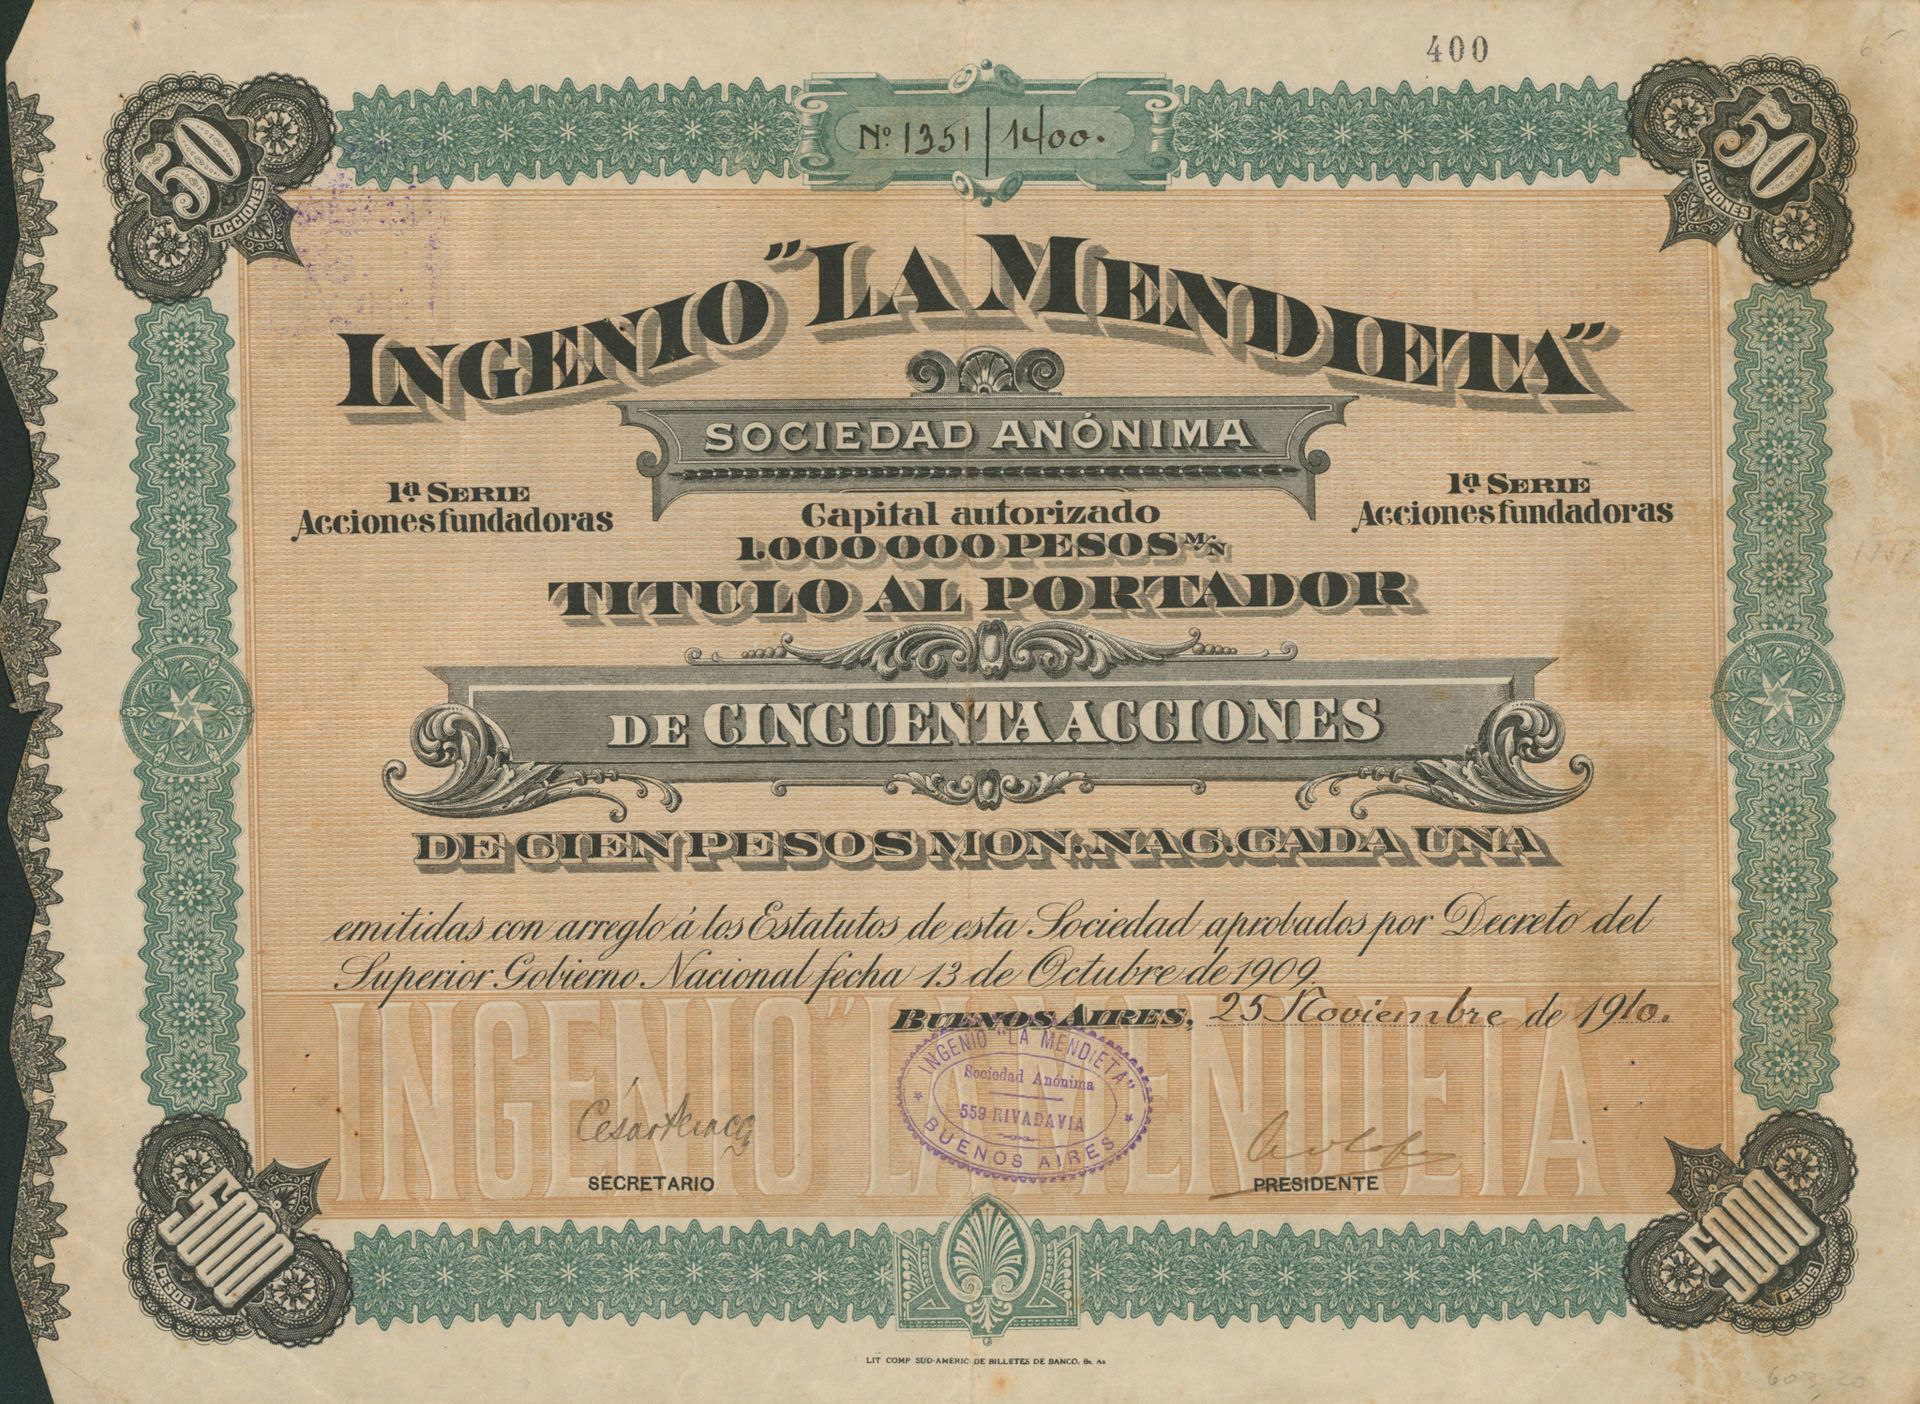 400
Nº 1351/1400.
50
ACCIONES
50
ACCIONES
INGENIO "LA MENDIETA"
SOCIEDAD ANÓNIMA
1ª SERIE
Acciones fundadoras
1ª SERIE
Acciones fundadoras
Capital autorizado
1.000 000 PESOS M/N
TITULO AL PORTADOR
DE CINCUENTA ACCIONES
DE CIEN PESOS MON. NAC. CADA UNA
emitidas con arreglo á los Estatutos de esta Sociedad aprobados por Decreto del
Superior Gobierno Nacional fecha 13 de Octubre de 1909.
BUENOS AIRES, 25 Noviembre de 1910.
INGENIO "LA MENDIETA"
INGENIO "LA MENDIETA"
Sociedad Anónima
559 RIVADAVIA
BUENOS AIRES
SECRETARIO
PRESIDENTE
5000
PESOS
5000
PESOS
LIT COMP SUD-AMERIC DE BILLETES DE BANCO, Bs. As